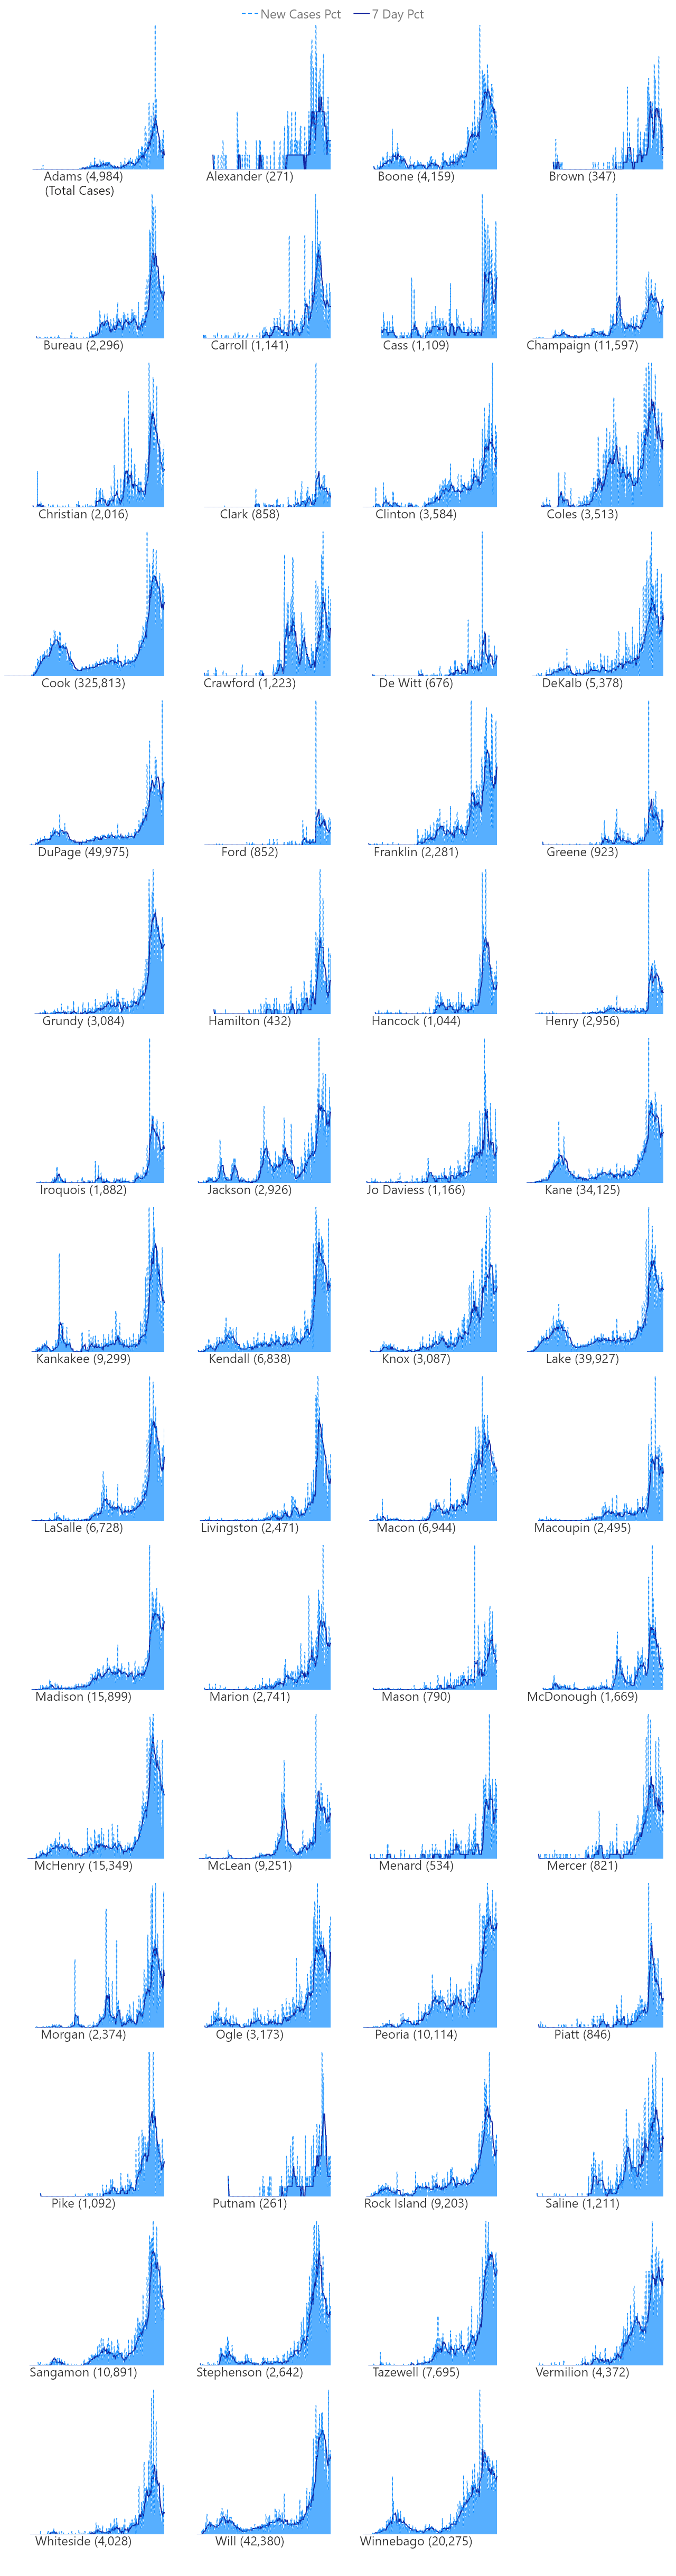 New Cases Pct 7 Day Pct
Adams (4,984) Alexander (271) Boone (4,159) Brown (347)
(Total Cases)
Bureau (2,296) Carroll (1,141) Cass (1,109) Champaign (11,597)
Christian (2,016) Clark (858) Clinton (3,584) Coles (3,513)
Cook (325,813) Crawford (1,223) De Witt (676) DeKalb (5,378)
DuPage (49,975) Ford (852) Franklin (2,281) Greene (923)
Grundy (3,084) Hamilton (432) Hancock (1,044) Henry (2,956)
Iroquois (1,882) Jackson (2,926) Jo Daviess (1,166) Kane (34,125)
Kankakee (9,299) Kendall (6,838) Knox (3,087) Lake (39,927)
LaSalle (6,728) Livingston (2,471) Macon (6,944) Macoupin (2,495)
Madison (15,899) Marion (2,741) Mason (790) McDonough (1,669)
McHenry (15,349) McLean (9,251) Menard (534) Mercer (821)
Morgan (2,374) Ogle (3,173) Peoria (10,114) Piatt (846)
Pike (1,092) Putnam (261) Rock Island (9,203) Saline (1,211)
Sangamon (10,891) Stephenson (2,642) Tazewell (7,695) Vermilion (4,372)
Whiteside (4,028) Will (42,380) Winnebago (20,275)